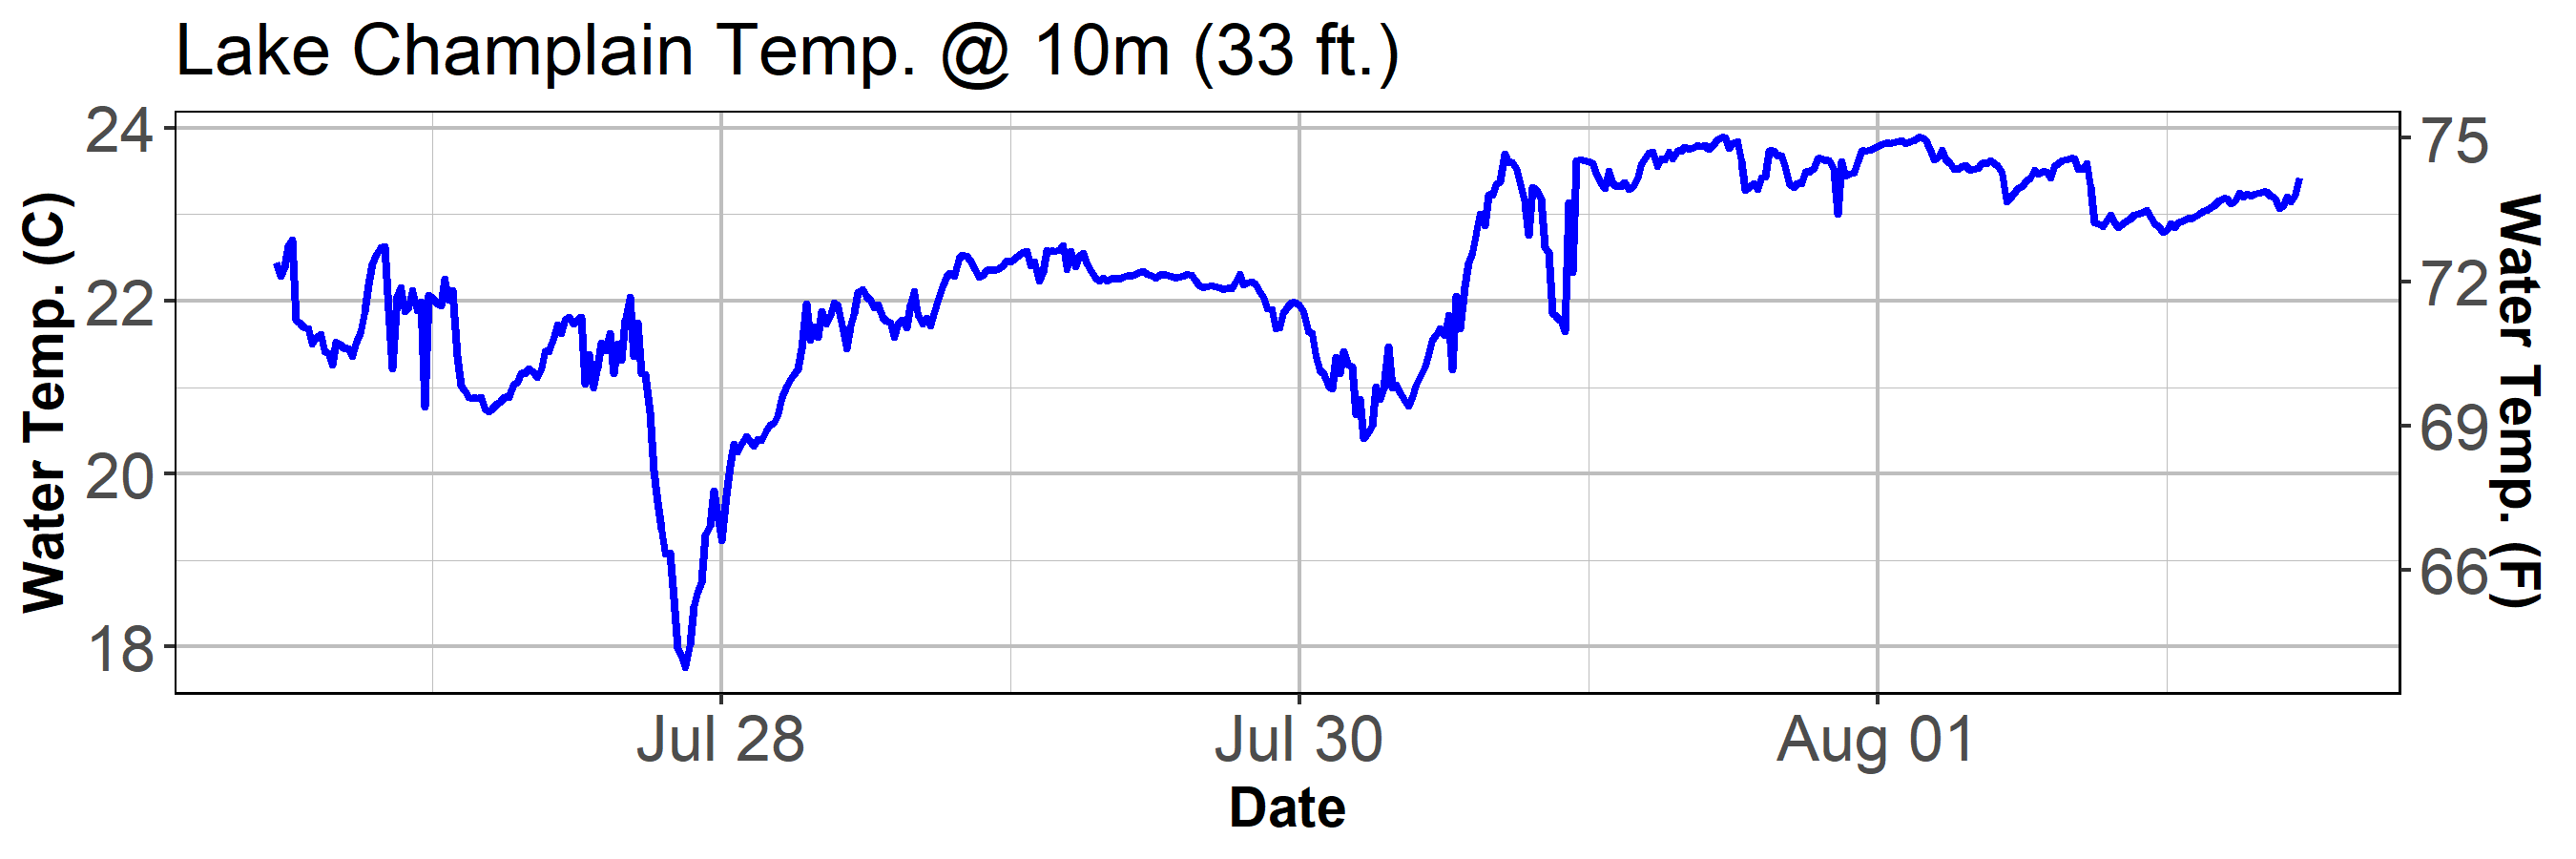 Lake Champlain Temp. @ 10m (33 ft.)
Water Temp. (C)
24
22
20
18
75
72
69
66
Water Temp. (F)
Jul 28
Jul 30
Aug 01
Date